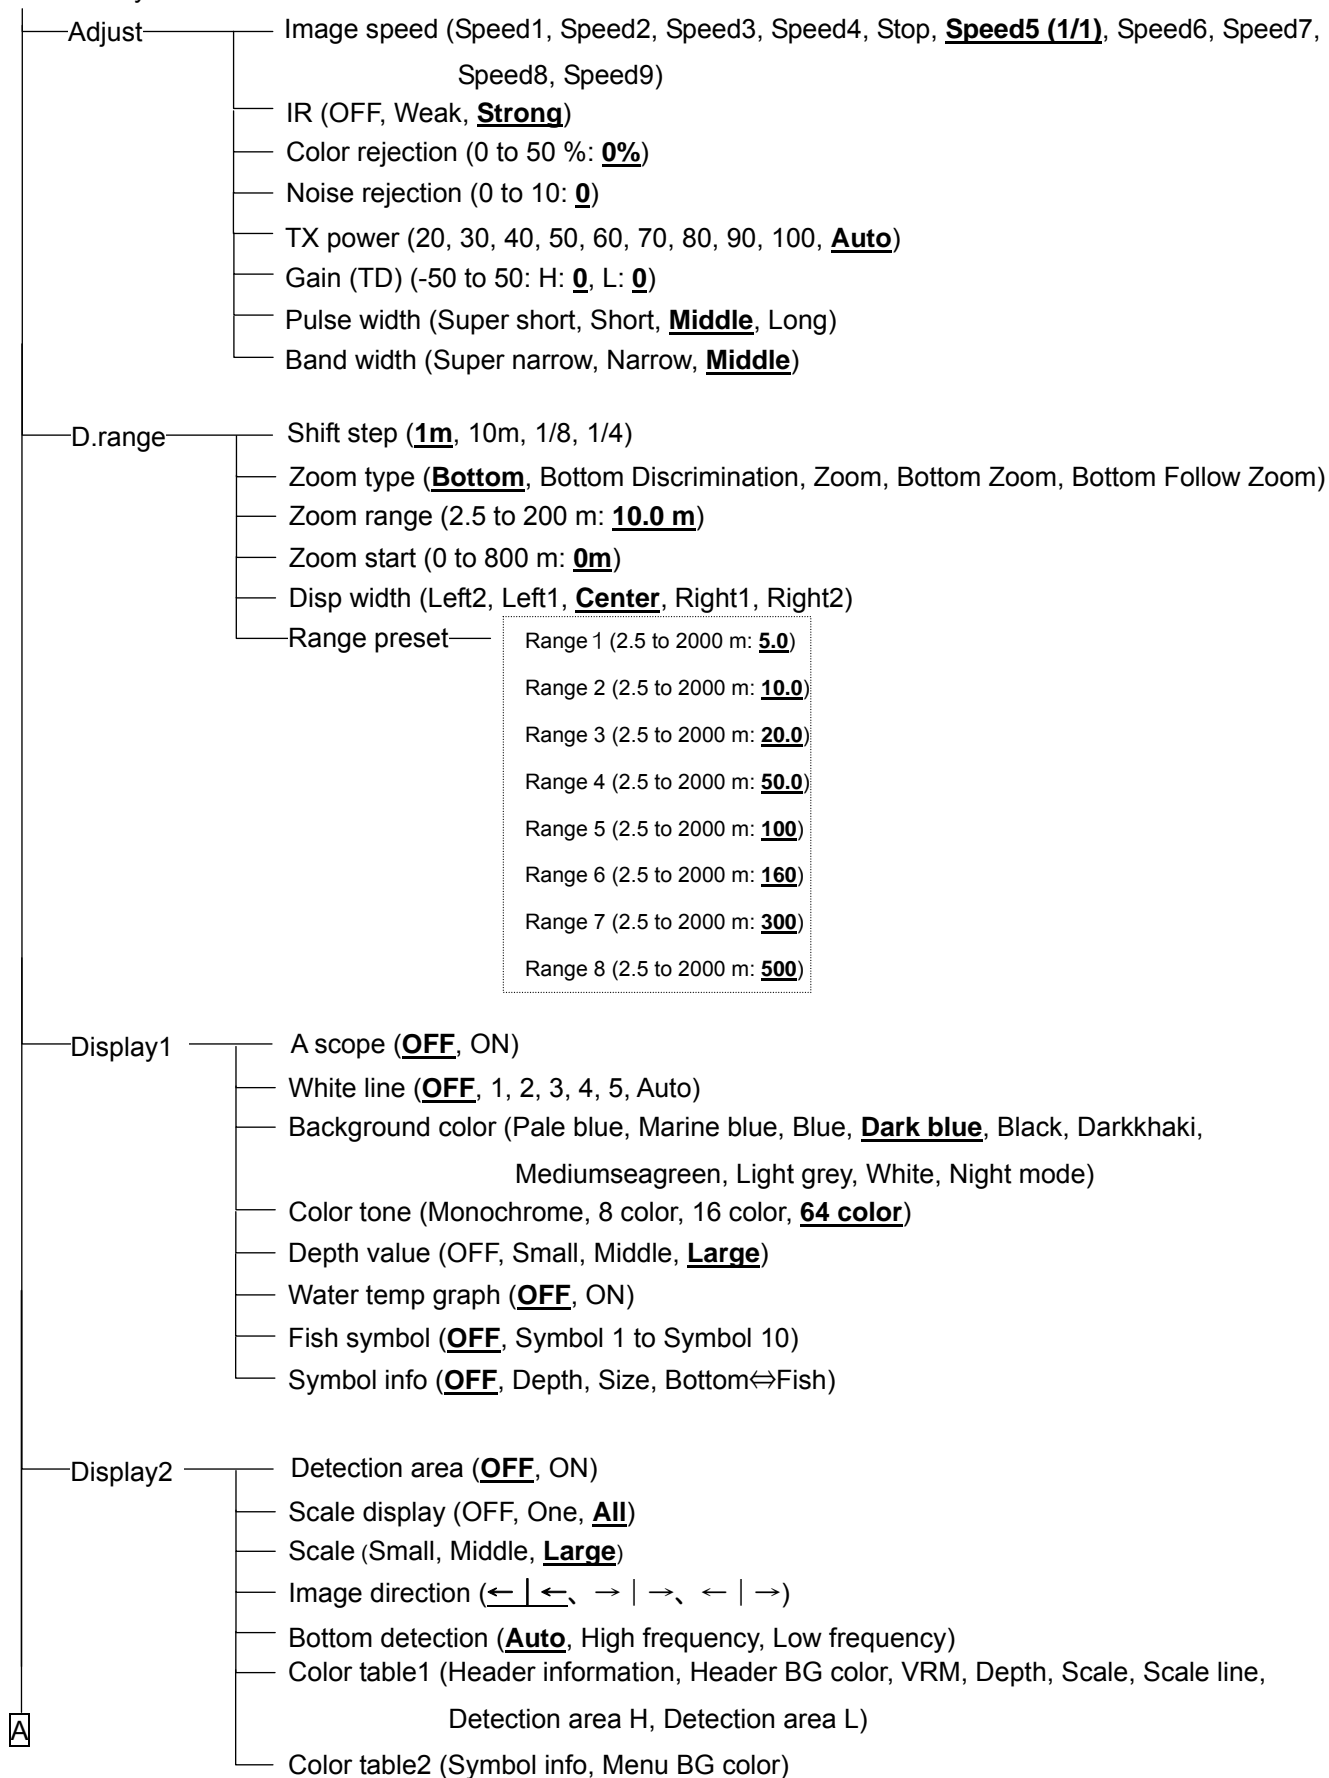 Adjust Image speed (Speed1, Speed2, Speed3, Speed4, Stop, Speed5 (1/1), Speed6, Speed7,
Speed8, Speed9)
IR (OFF, Weak, Strong)
Color rejection (0 to 50 %: 0%)
Noise rejection (0 to 10: 0)
TX power (20, 30, 40, 50, 60, 70, 80, 90, 100, Auto)
Gain (TD) (-50 to 50: H: 0, L: 0)
Pulse width (Super short, Short, Middle, Long)
Band width (Super narrow, Narrow, Middle)
D.range Shift step (1m, 10m, 1/8, 1/4)
Zoom type (Bottom, Bottom Discrimination, Zoom, Bottom Zoom, Bottom Follow Zoom)
Zoom range (2.5 to 200 m: 10.0 m)
Zoom start (0 to 800 m: 0m)
Disp width (Left2, Left1, Center, Right1, Right2)
Range preset Range 1 (2.5 to 2000 m: 5.0)
Range 2 (2.5 to 2000 m: 10.0)
Range 3 (2.5 to 2000 m: 20.0)
Range 4 (2.5 to 2000 m: 50.0)
Range 5 (2.5 to 2000 m: 100)
Range 6 (2.5 to 2000 m: 160)
Range 7 (2.5 to 2000 m: 300)
Range 8 (2.5 to 2000 m: 500)
Display1 A scope (OFF, ON)
White line (OFF, 1, 2, 3, 4, 5, Auto)
Background color (Pale blue, Marine blue, Blue, Dark blue, Black, Darkkhaki,
Mediumseagreen, Light grey, White, Night mode)
Color tone (Monochrome, 8 color, 16 color, 64 color)
Depth value (OFF, Small, Middle, Large)
Water temp graph (OFF, ON)
Fish symbol (OFF, Symbol 1 to Symbol 10)
Symbol info (OFF, Depth, Size, Bottom⇔Fish)
Display2 Detection area (OFF, ON)
Scale display (OFF, One, All)
Scale (Small, Middle, Large)
Image direction (←｜←、→｜→、←｜→)
Bottom detection (Auto, High frequency, Low frequency)
Color table1 (Header information, Header BG color, VRM, Depth, Scale, Scale line,
Detection area H, Detection area L)
A
Color table2 (Symbol info, Menu BG color)